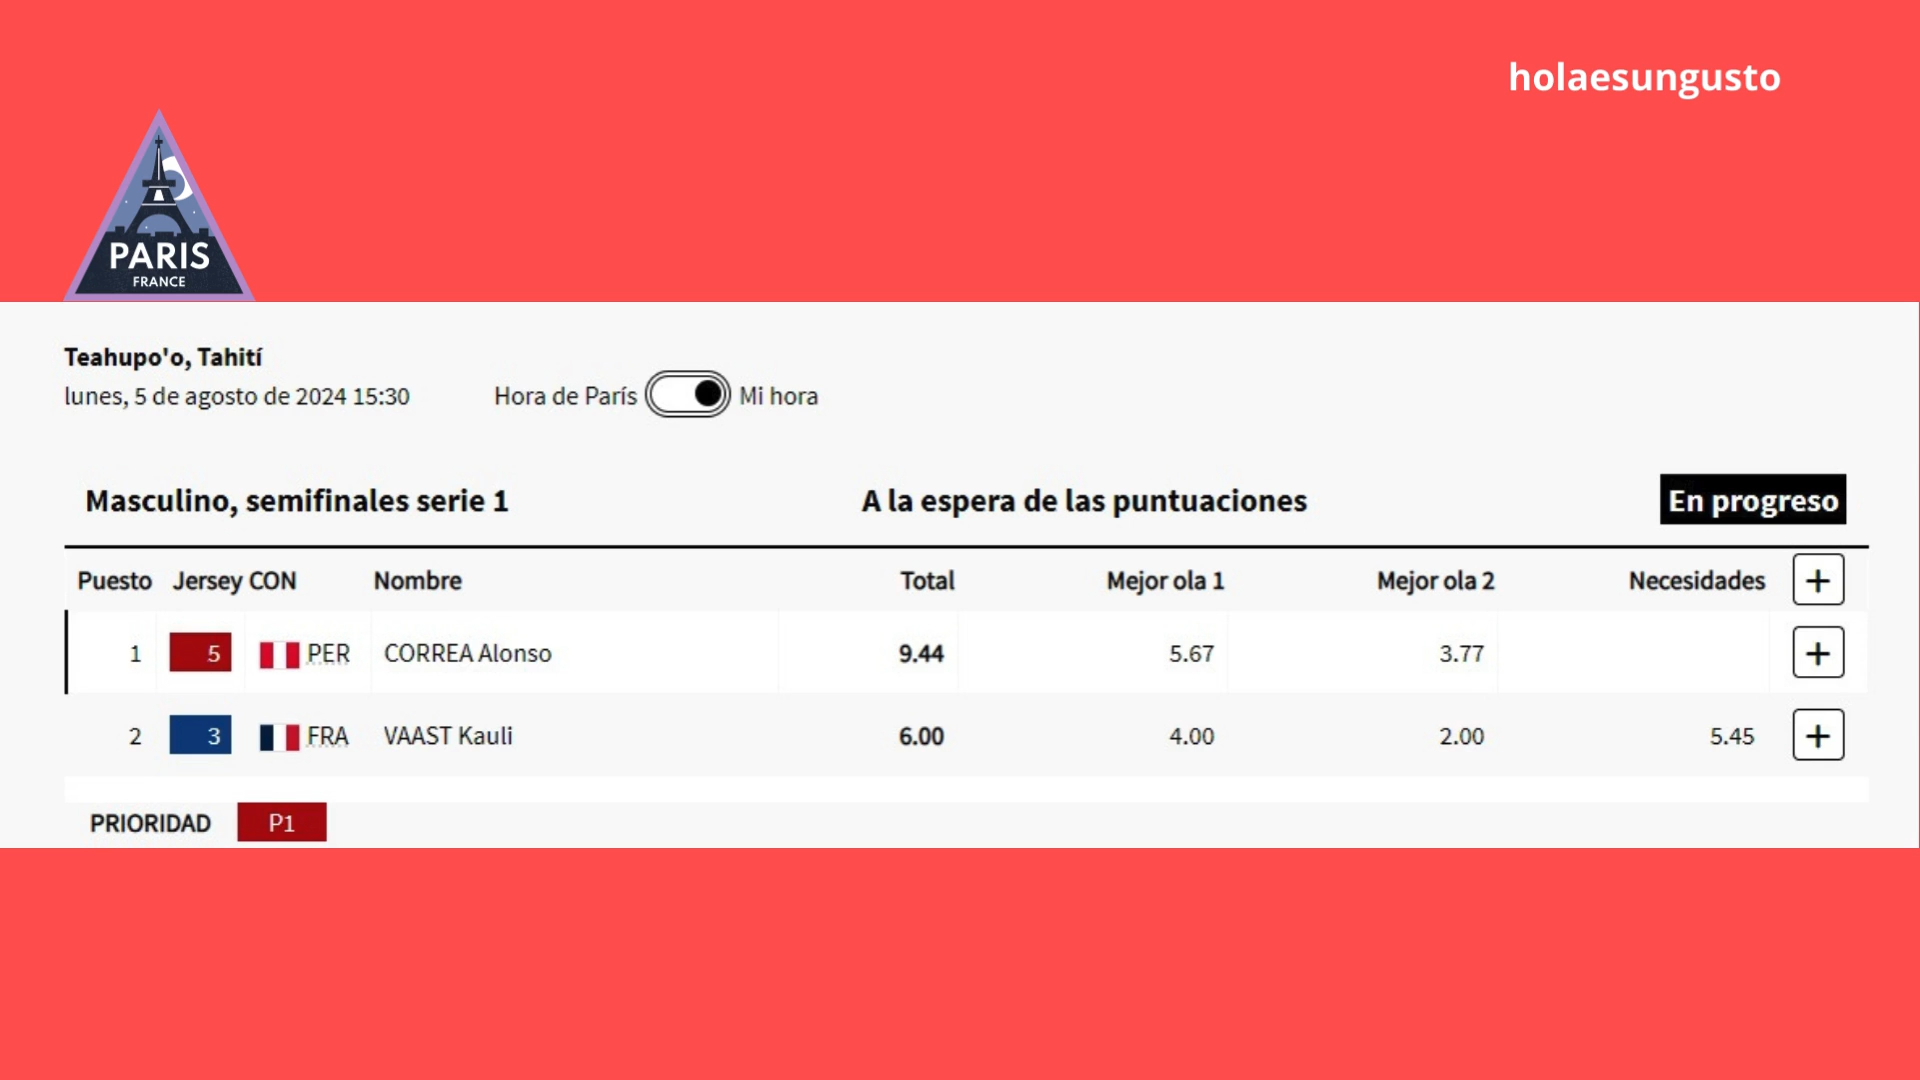 holaesungusto
PARIS
FRANCE
Teahupo'o, Tahití
lunes, 5 de agosto de 2024 15:30 Hora de París Mi hora
Masculino, semifinales serie 1 A la espera de las puntuaciones En progreso
Puesto Jersey CON Nombre Total Mejor ola 1 Mejor ola 2 Necesidades +
1 5 PER CORREA Alonso 9.44 5.67 3.77 +
2 3 FRA VAAST Kauli 6.00 4.00 2.00 5.45 +
PRIORIDAD P1